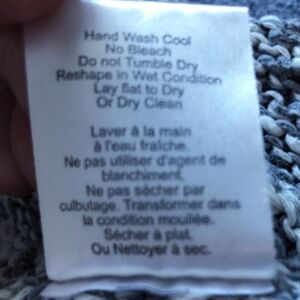 Hand Wash Cool
No Bleach
Do not Tumble Dry
Reshape in Wet Condition
Lay flat to Dry
Or Dry Clean
Laver à la main
à l'eau fraîche.
Ne pas utiliser d'agent de
blanchiment.
Ne pas sécher par
culbutage. Transformer dans
la condition mouillée.
Sécher à plat.
Ou Nettoyer à sec.